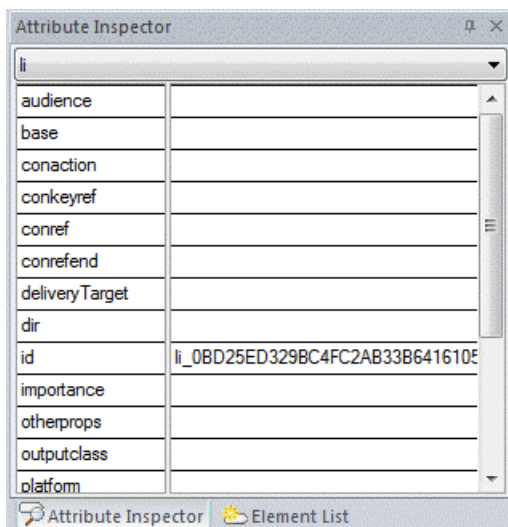 Attribute Inspector
li
audience
base
conaction
conkeyref
conref
conrefend
deliveryTarget
dir
id li_0BD25ED329BC4FC2AB33B6416105
importance
otherprops
outputclass
platform
Attribute Inspector Element List